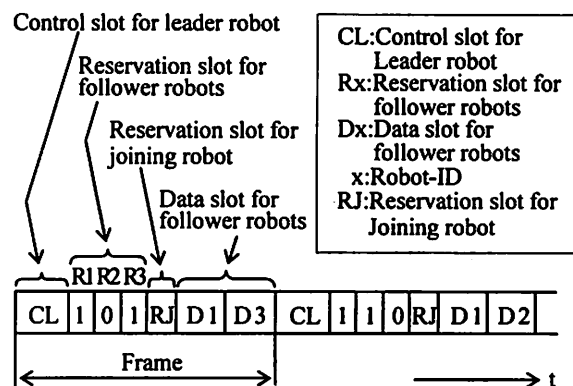 Control slot for leader robot
Reservation slot for
follower robots
Reservation slot for
joining robot
Data slot for
follower robots
CL:Control slot for
Leader robot
Rx:Reservation slot for
follower robots
Dx:Data slot for
follower robots
x:Robot-ID
RJ:Reservation slot for
Joining robot
R1 R2 R3
CL 1 0 1 RJ D1 D3 CL 1 1 0 RJ D1 D2
Frame
t